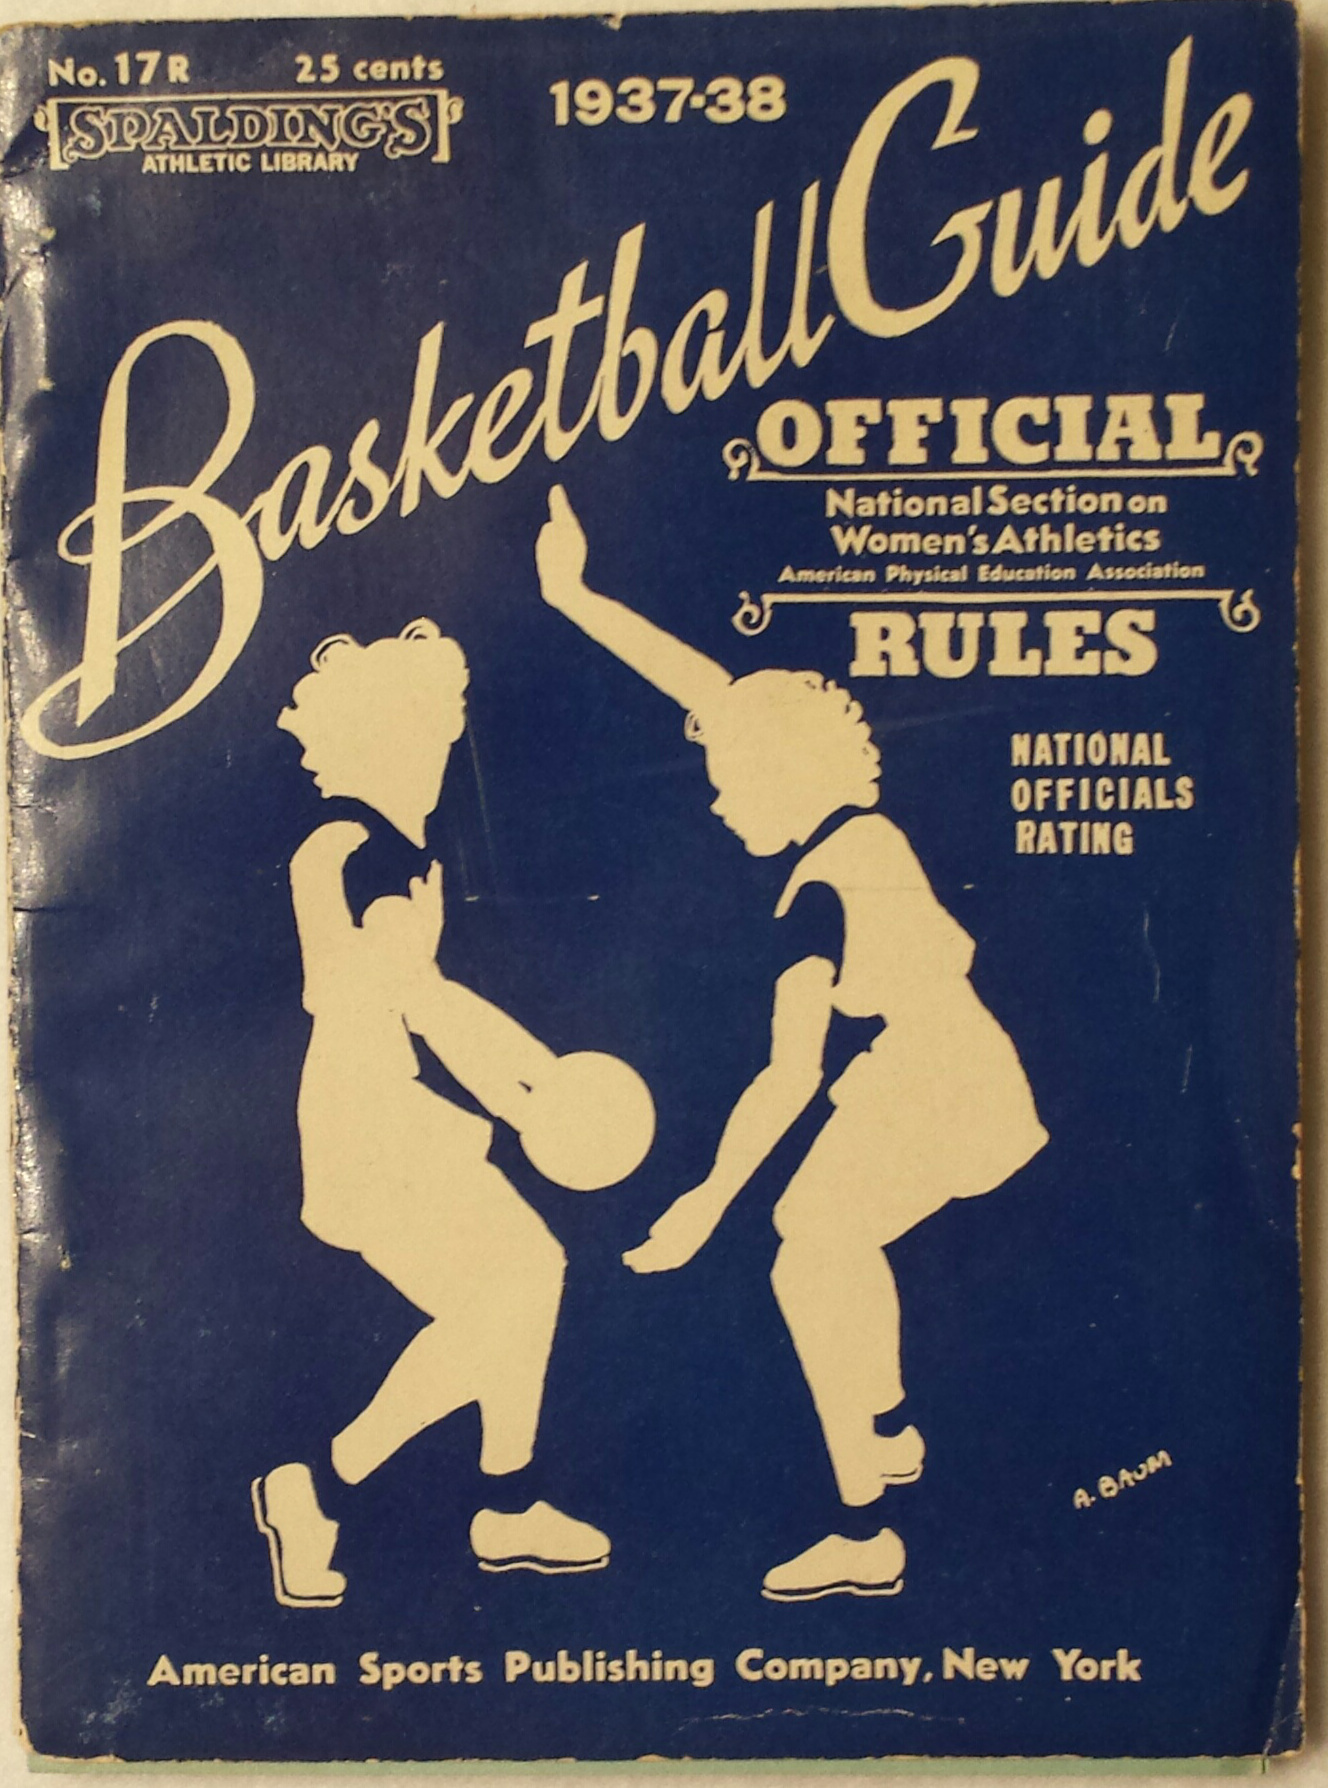 No. 17R 25 cents
SPALDING'S
ATHLETIC LIBRARY
1937-38
Basketball Guide
OFFICIAL
National Section on
Women's Athletics
American Physical Education Association
RULES
NATIONAL
OFFICIALS
RATING
A. BAUM
American Sports Publishing Company, New York